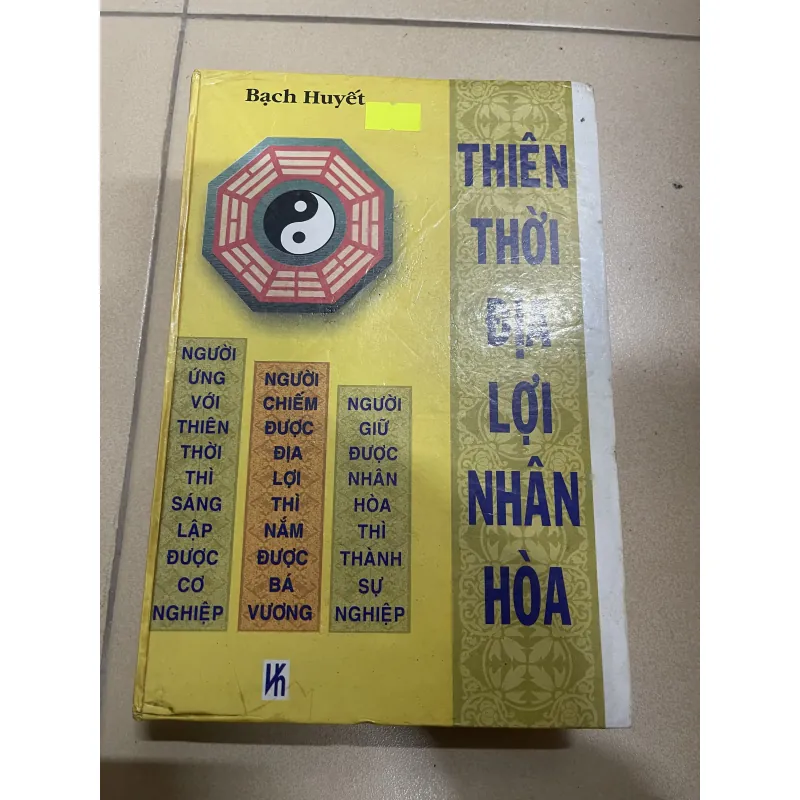 Bạch Huyết
THIÊN
THỜI
ĐỊA
LỢI
NHÂN
HÒA
NGƯỜI
ỨNG
VỚI
THIÊN
THỜI
THÌ
SÁNG
LẬP
ĐƯỢC
CƠ
NGHIỆP
NGƯỜI
CHIẾM
ĐƯỢC
ĐỊA
LỢI
THÌ
NẮM
ĐƯỢC
BÁ
VƯƠNG
NGƯỜI
GIỮ
ĐƯỢC
NHÂN
HÒA
THÌ
THÀNH
SỰ
NGHIỆP